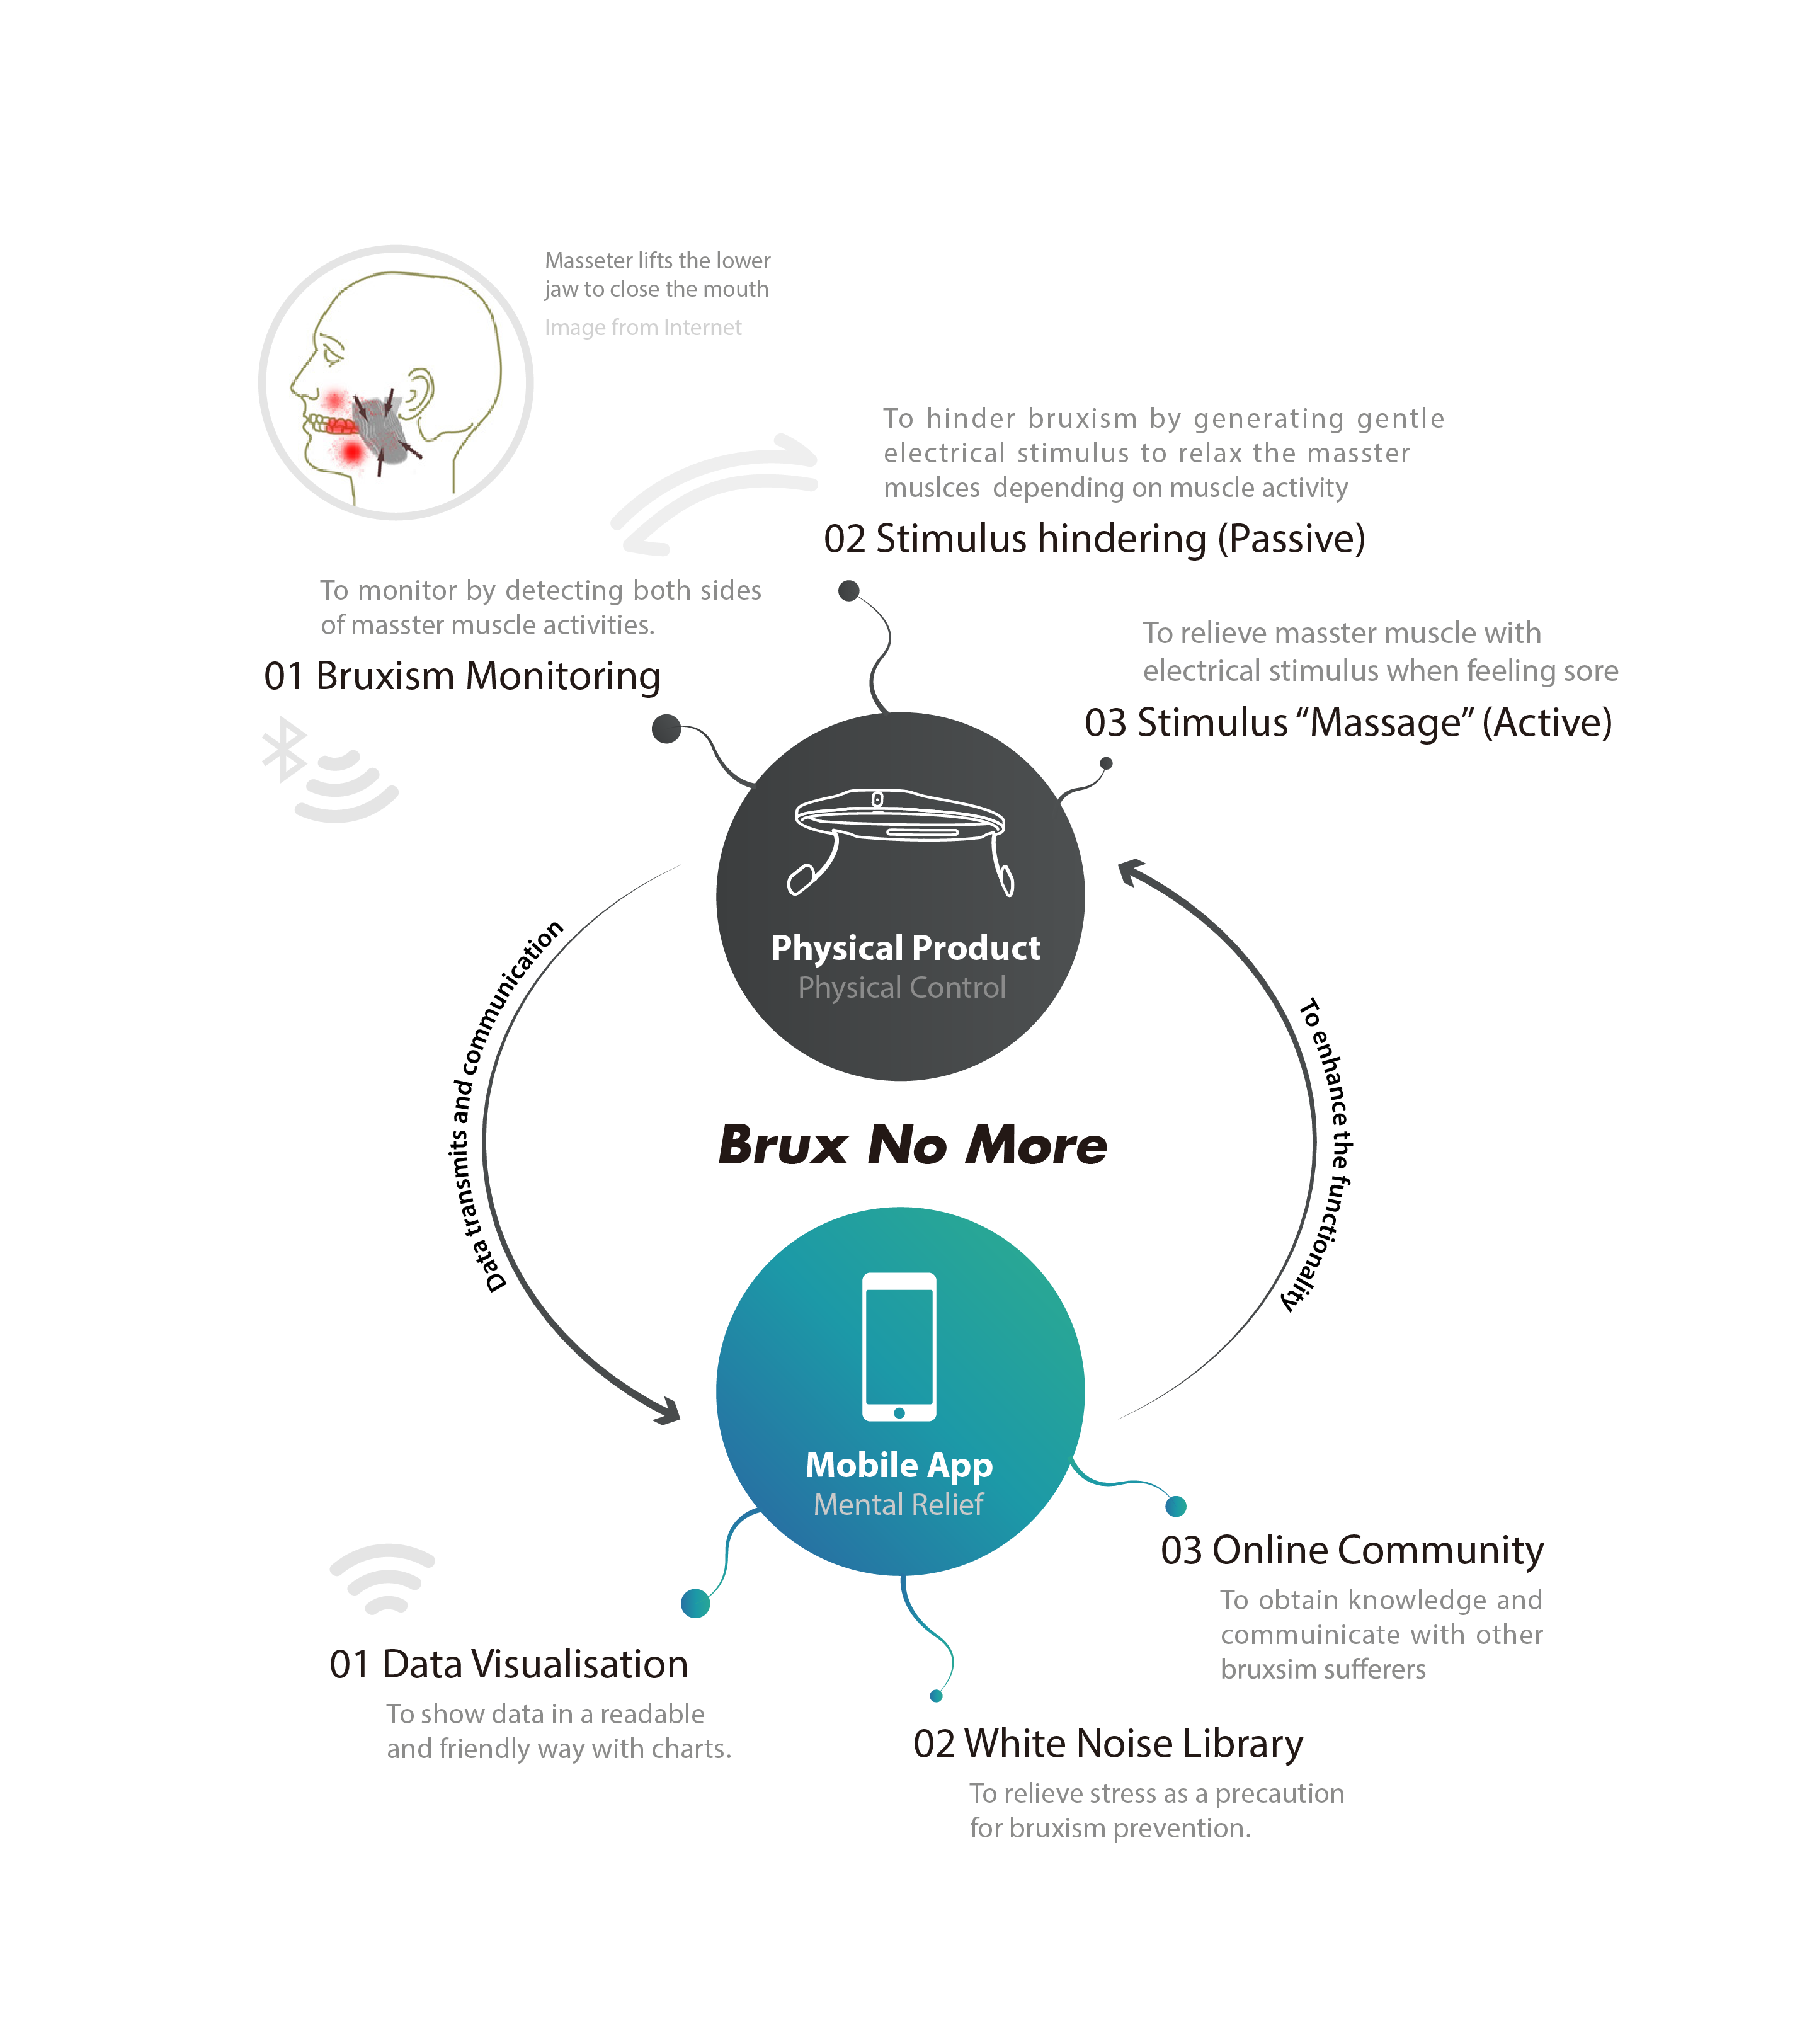 Masseter lifts the lower
jaw to close the mouth
Image from Internet
To hinder bruxism by generating gentle
electrical stimulus to relax the masster
muslces depending on muscle activity
02 Stimulus hindering (Passive)
To monitor by detecting both sides
of masster muscle activities.
01 Bruxism Monitoring
To relieve masster muscle with
electrical stimulus when feeling sore
03 Stimulus “Massage” (Active)
Physical Product
Physical Control
Data transmits and communication
To enhance the functionality
Brux No More
Mobile App
Mental Relief
03 Online Community
To obtain knowledge and
commuinicate with other
bruxsim sufferers
01 Data Visualisation
To show data in a readable
and friendly way with charts.
02 White Noise Library
To relieve stress as a precaution
for bruxism prevention.